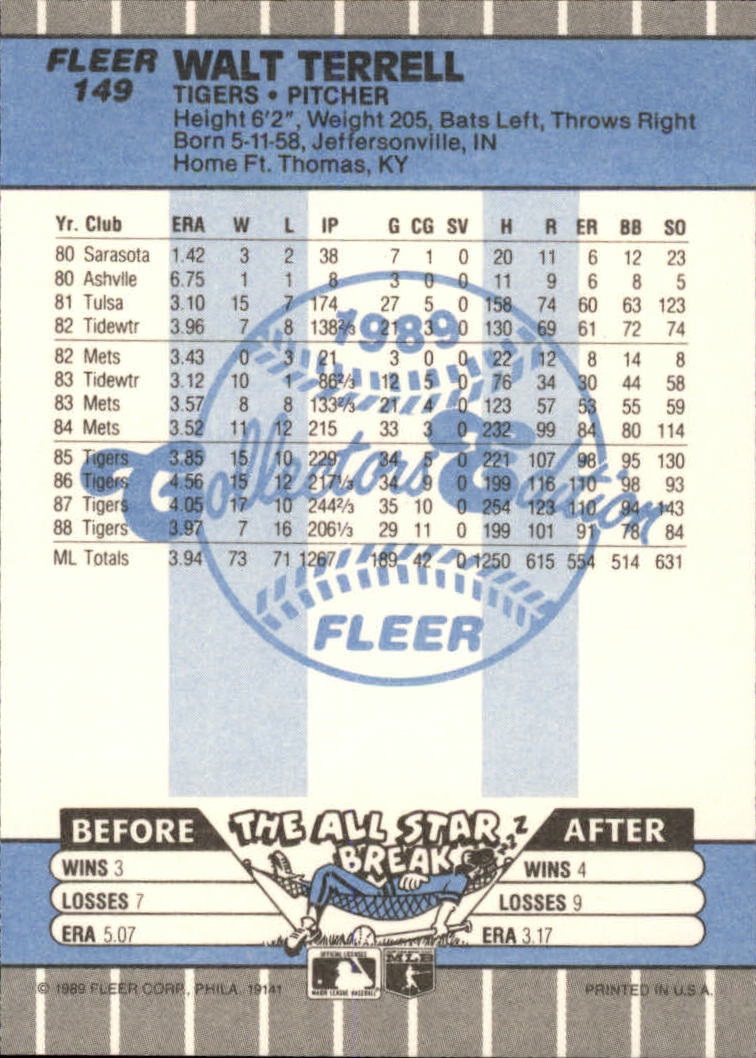 FLEER WALT TERRELL
149
TIGERS • PITCHER
Height 6'2", Weight 205, Bats Left, Throws Right
Born 5-11-58, Jeffersonville, IN
Home Ft. Thomas, KY
Yr. Club ERA W L IP G CG SV H R ER BB SO
80 Sarasota 1.42 3 2 38 7 1 0 20 11 6 12 23
80 Ashvlle 6.75 1 1 8 3 0 0 11 9 6 8 5
81 Tulsa 3.10 15 7 174 27 5 0 158 74 60 63 123
82 Tidewtr 3.96 7 8 138⅔ 21 3 0 130 69 61 72 74
82 Mets 3.43 0 3 21 3 0 0 22 12 8 14 8
83 Tidewtr 3.12 10 1 86⅔ 12 5 0 76 34 30 44 58
83 Mets 3.57 8 8 133⅔ 21 4 0 123 57 53 55 59
84 Mets 3.52 11 12 215 33 3 0 232 99 84 80 114
85 Tigers 3.85 15 10 229 34 5 0 221 107 98 95 130
86 Tigers 4.56 15 12 217⅓ 34 9 0 199 116 110 98 93
87 Tigers 4.05 17 10 244⅔ 35 10 0 254 123 110 94 143
88 Tigers 3.97 7 16 206⅓ 29 11 0 199 101 91 78 84
ML Totals 3.94 73 71 1267 189 42 0 1250 615 554 514 631
1989
Collectors' Edition
FLEER
BEFORE THE ALL STAR BREAK ZZZZ AFTER
WINS 3 WINS 4
LOSSES 7 LOSSES 9
ERA 5.07 ERA 3.17
OFFICIAL LICENSEE
MAJOR LEAGUE BASEBALL
MLB
© 1989 FLEER CORP., PHILA. 19141 PRINTED IN U.S.A.